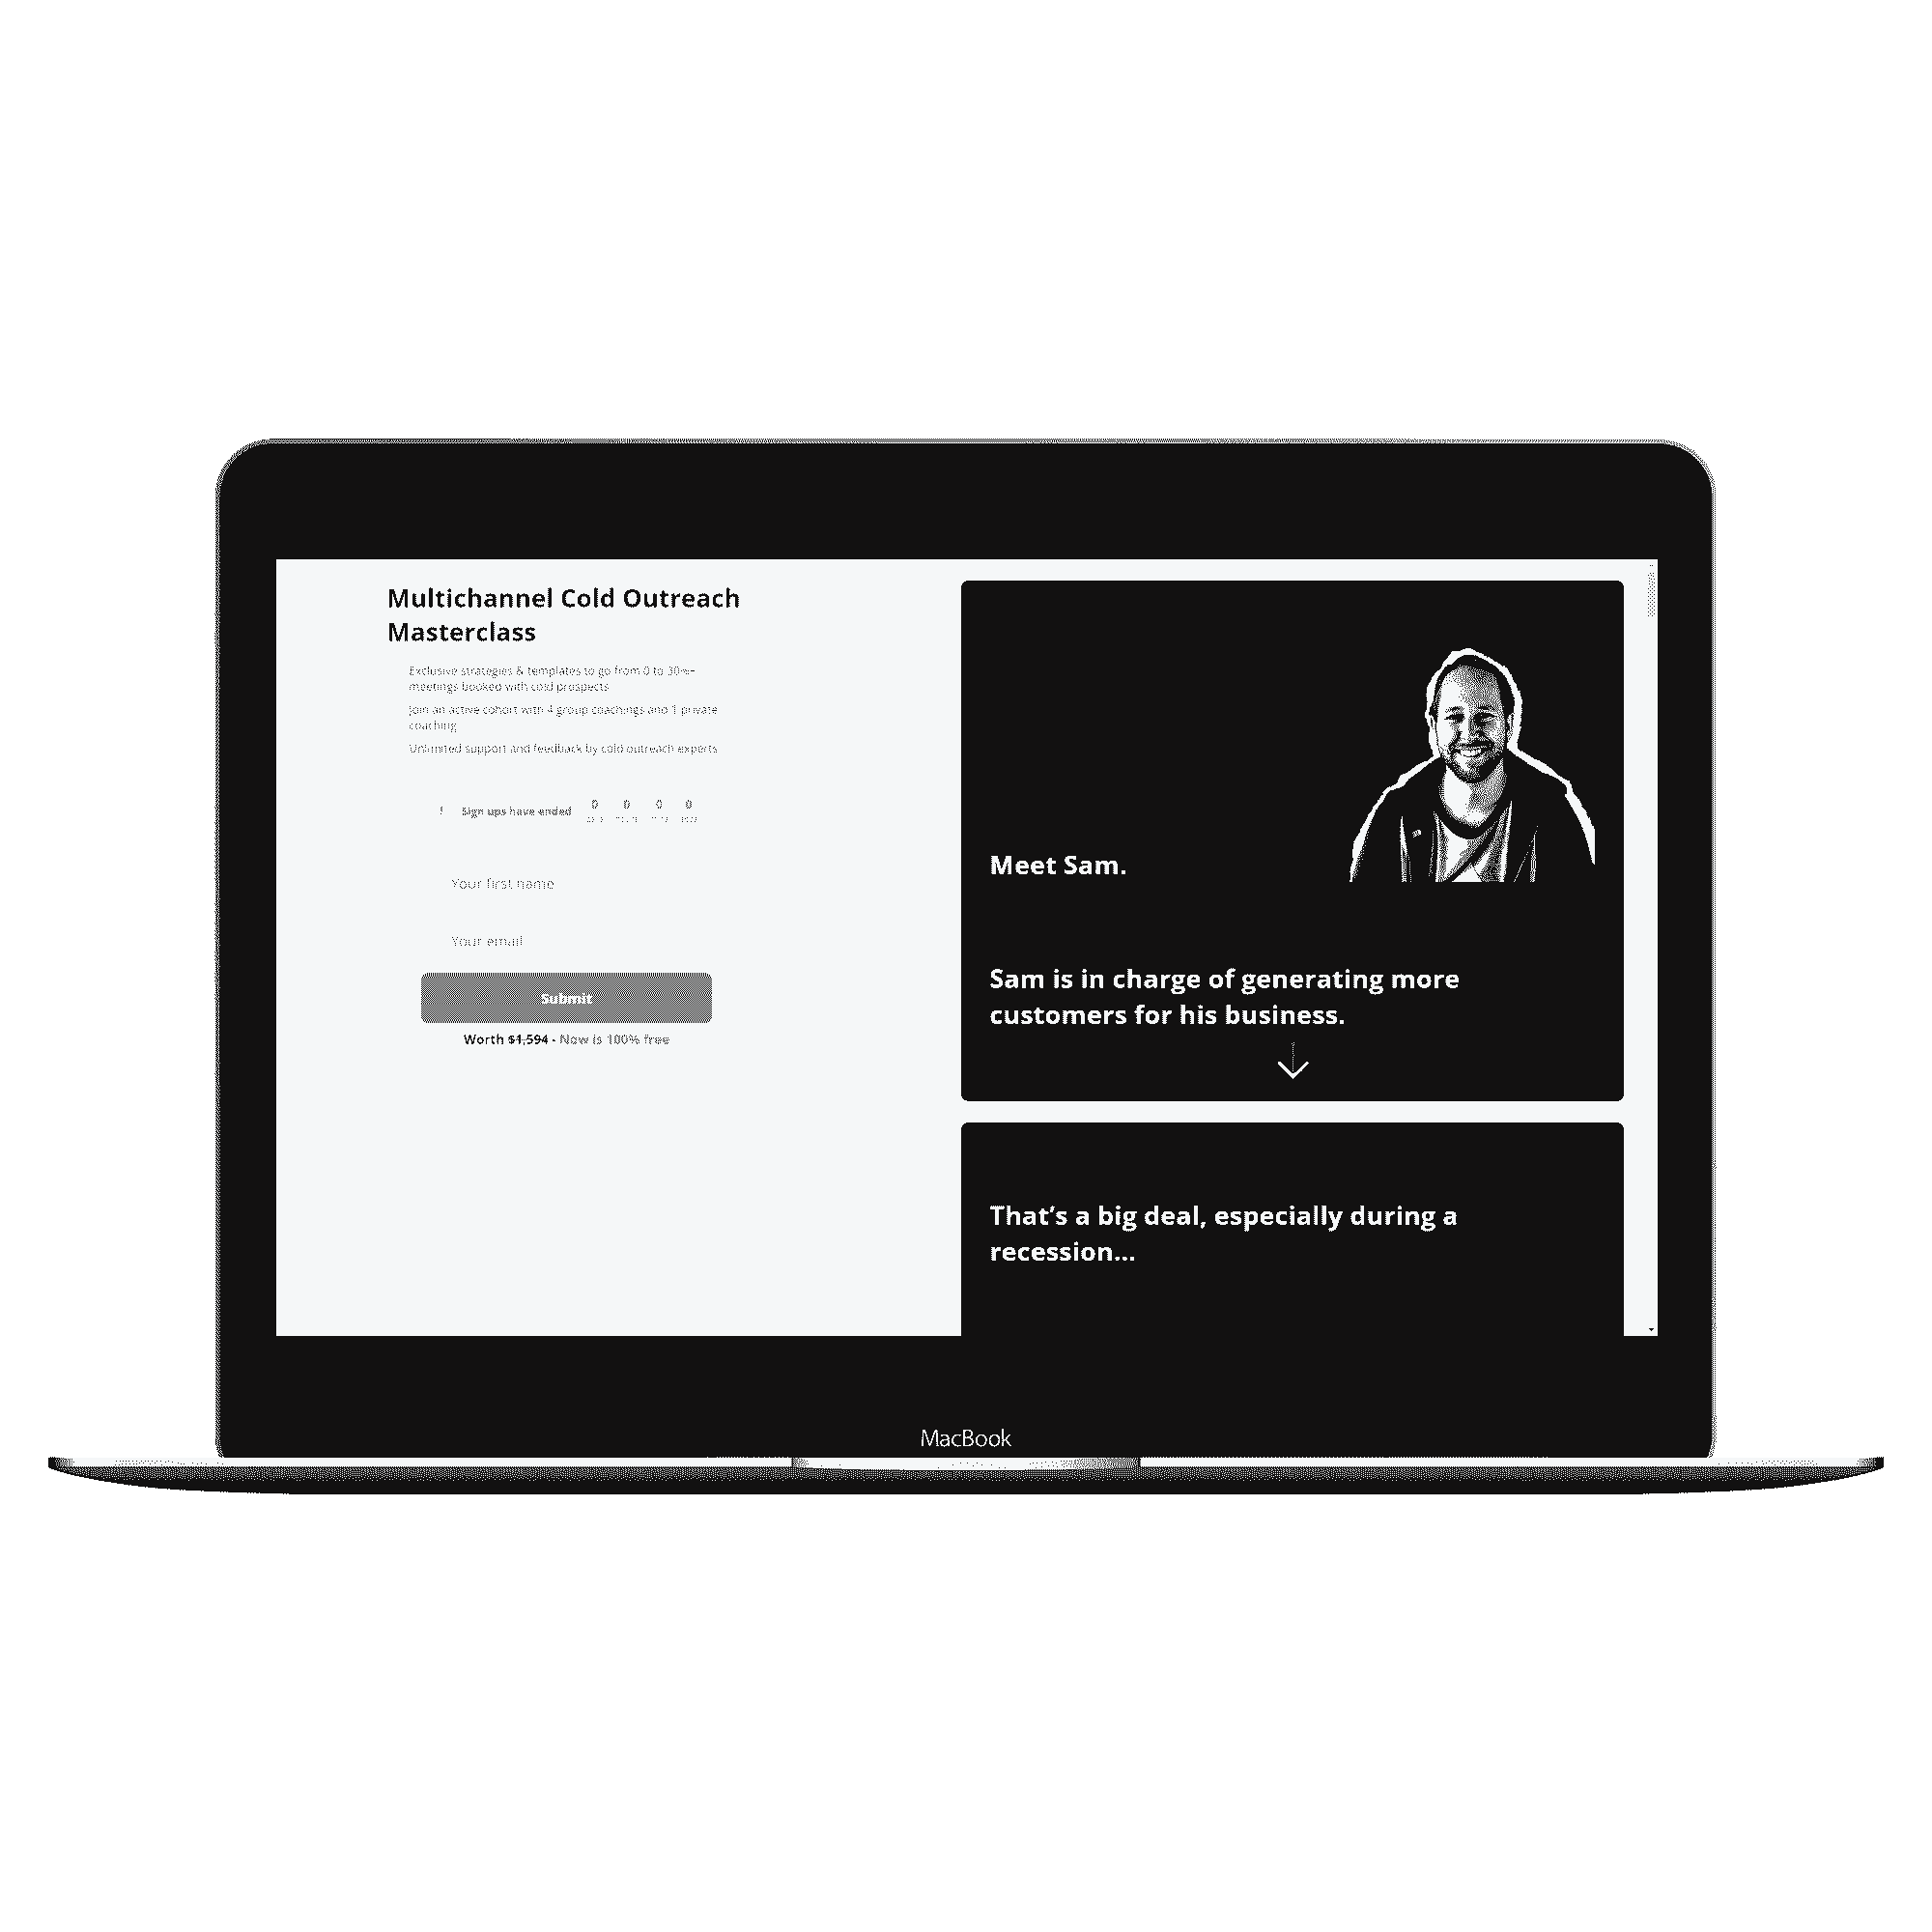 Multichannel Cold Outreach
Masterclass
Exclusive strategies & templates to go from 0 to 30+
meetings booked with cold prospects
Join an active cohort with 4 group coachings and 1 private
coaching
Unlimited support and feedback by cold outreach experts
! Sign ups have ended 0 0 0 0
Your first name
Your email
Submit
Worth $1,594 - Now is 100% free
Meet Sam.
Sam is in charge of generating more
customers for his business.
That’s a big deal, especially during a
recession...
MacBook